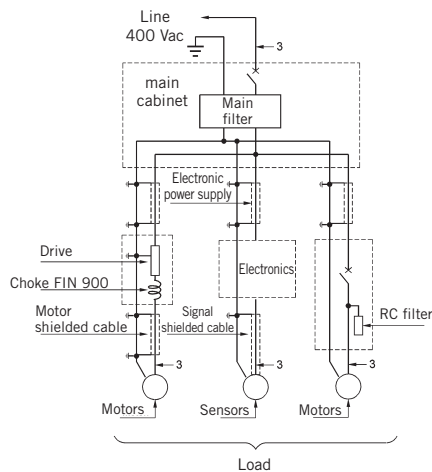 Line
400 Vac
3
main
cabinet
Main
filter
Electronic
power supply
Drive
Electronics
Choke FIN 900
Motor
shielded cable
Signal
shielded cable
RC filter
3
3
3
Motors
Sensors
Motors
Load